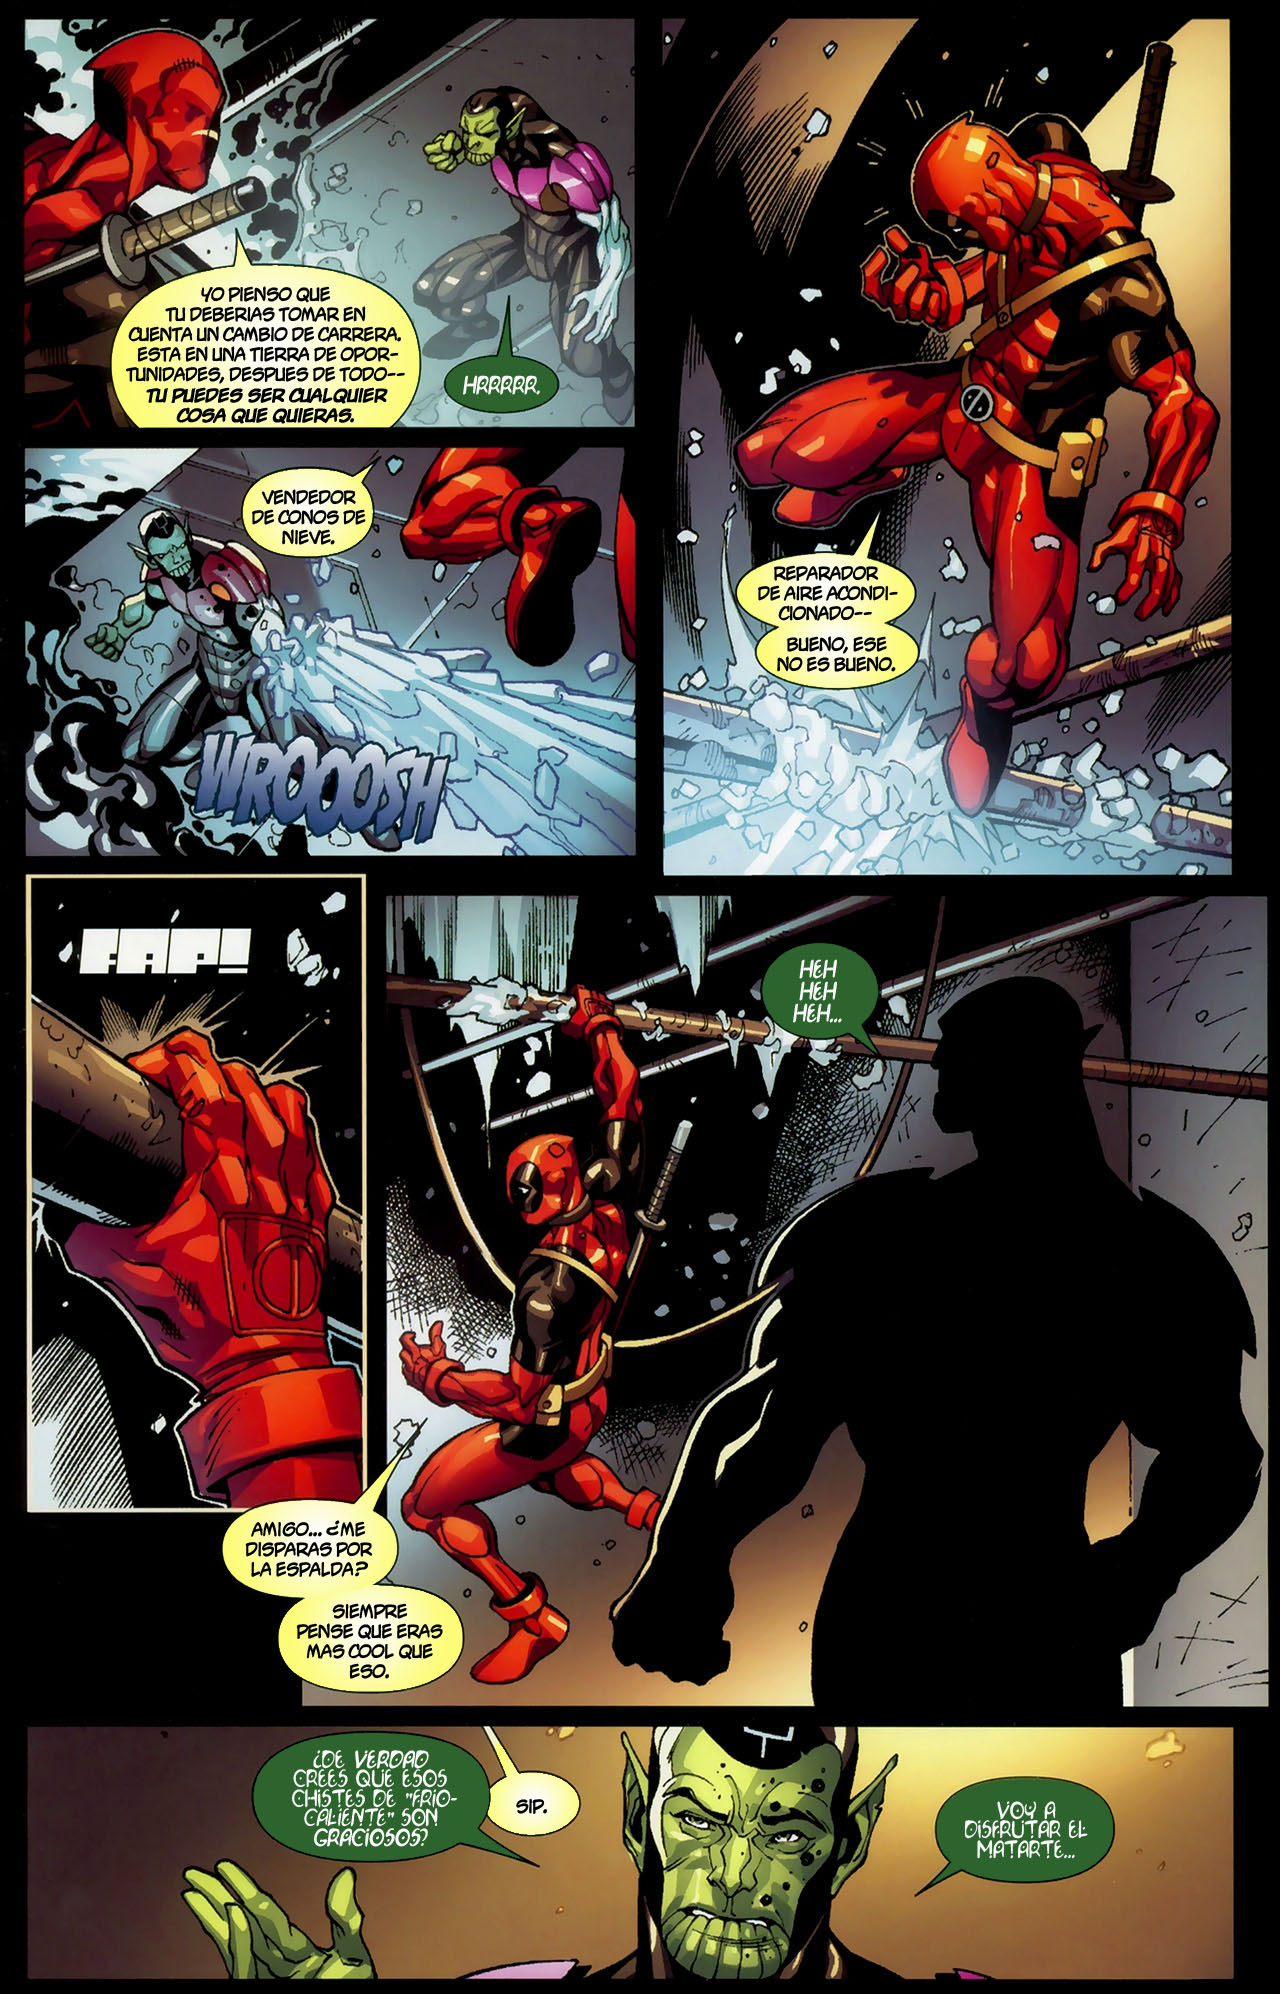 YO PIENSO QUE
TU DEBERIAS TOMAR EN
CUENTA UN CAMBIO DE CARRERA.
ESTA EN UNA TIERRA DE OPOR-
TUNIDADES, DESPUES DE TODO--
TU PUEDES SER CUALQUIER
COSA QUE QUIERAS.
HRRRRR.
VENDEDOR
DE CONOS DE
NIEVE.
WROOOSH
REPARADOR
DE AIRE ACONDI-
CIONADO--
BUENO, ESE
NO ES BUENO.
FAP!
HEH
HEH
HEH...
AMIGO... ¿ME
DISPARAS POR
LA ESPALDA?
SIEMPRE
PENSE QUE ERAS
MAS COOL QUE
ESO.
¿DE VERDAD
CREES QUE ESOS
CHISTES DE "FRIO-
CALIENTE" SON
GRACIOSOS?
SIP.
VOY A
DISFRUTAR EL
MATARTE...